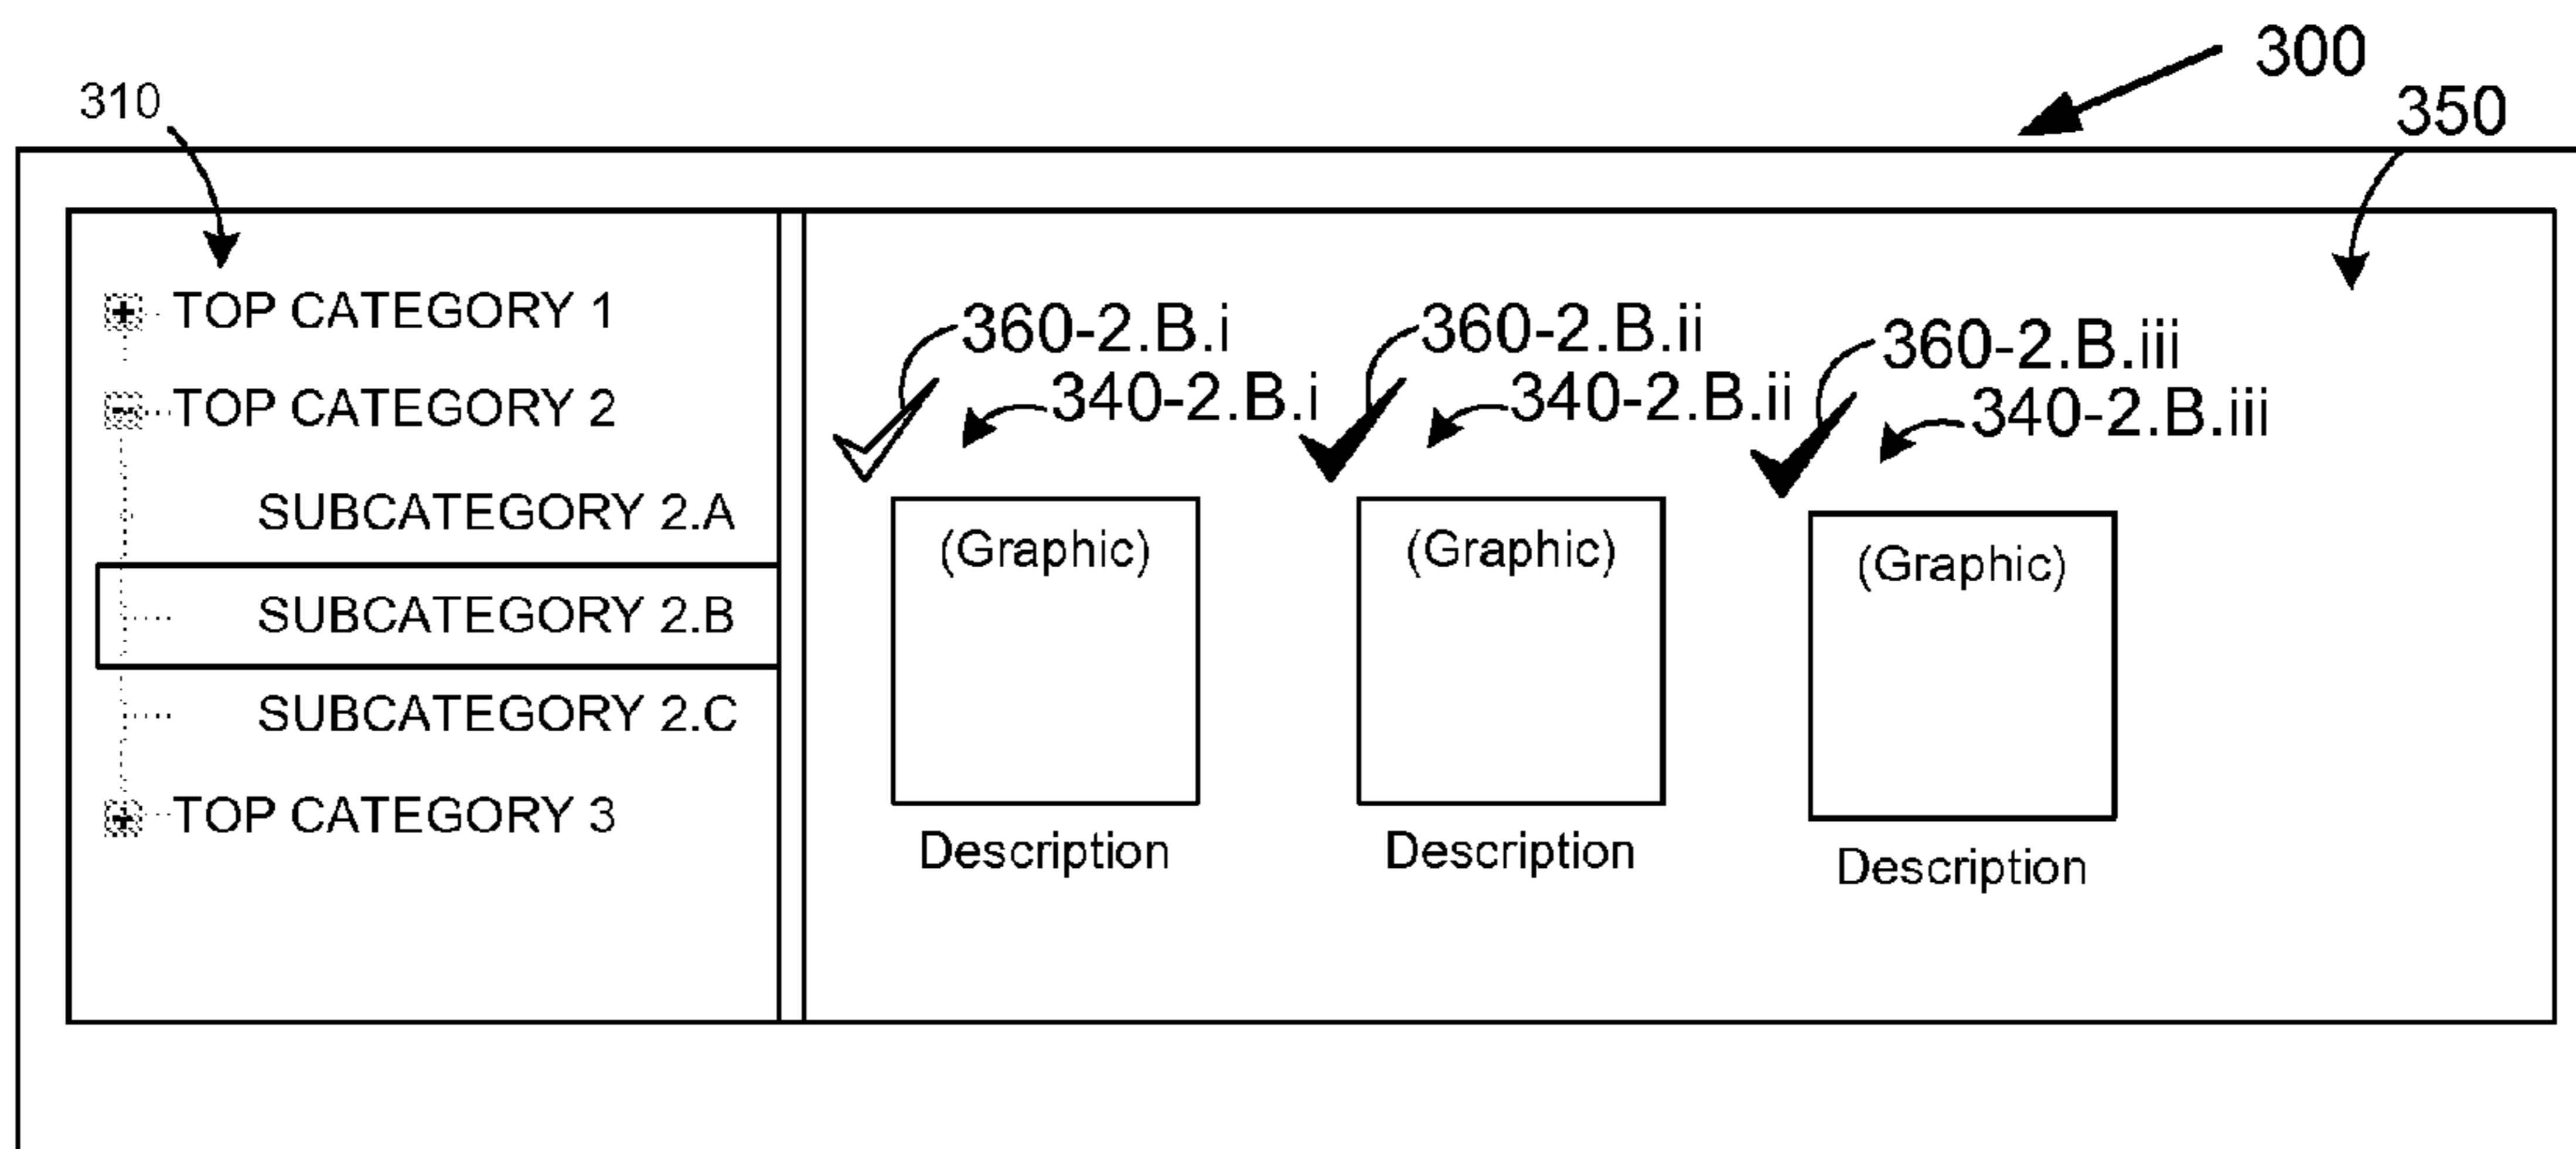 300
350
310
TOP CATEGORY 1
TOP CATEGORY 2
SUBCATEGORY 2.A
SUBCATEGORY 2.B
SUBCATEGORY 2.C
TOP CATEGORY 3
360-2.B.i
340-2.B.i
(Graphic)
Description
360-2.B.ii
340-2.B.ii
(Graphic)
Description
360-2.B.iii
340-2.B.iii
(Graphic)
Description